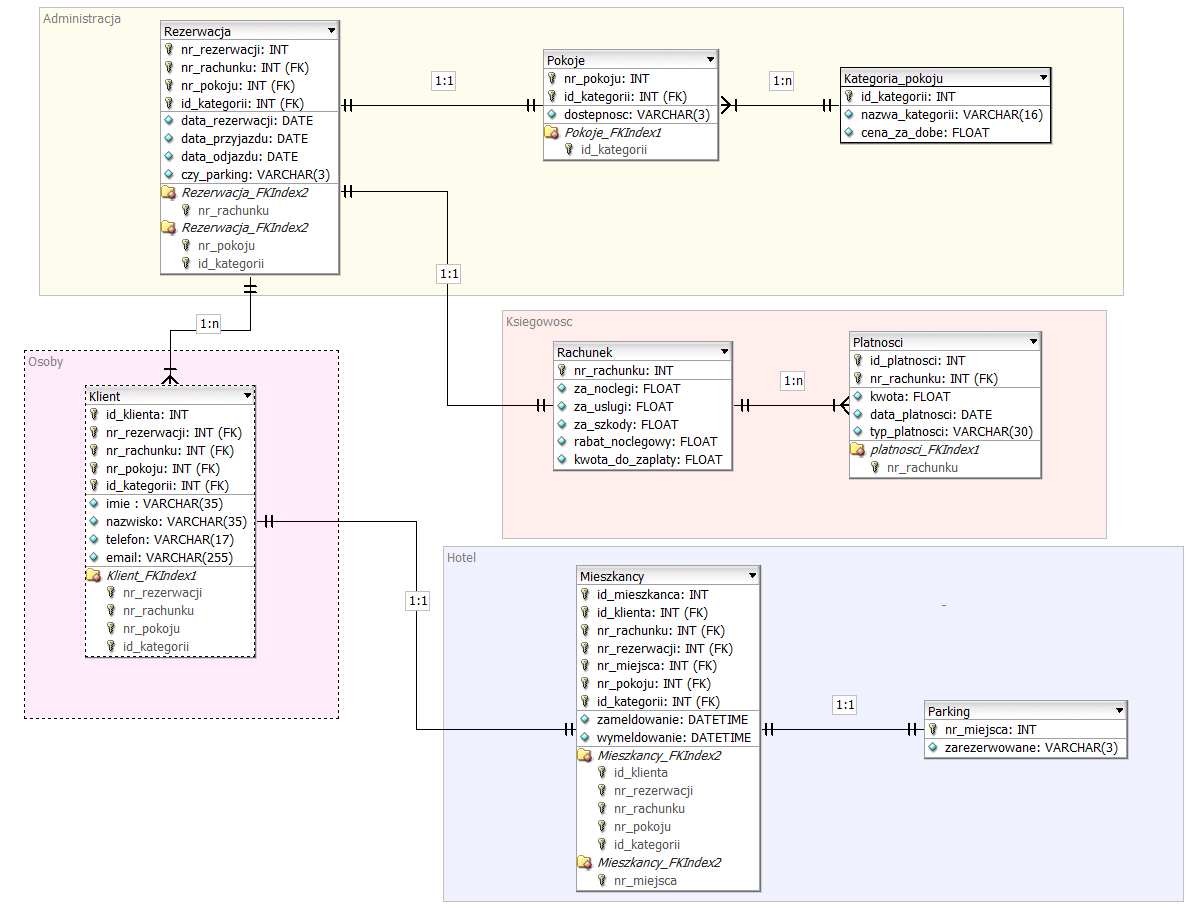 Administracja
Rezerwacja
nr_rezerwacji: INT
nr_rachunku: INT (FK)
nr_pokoju: INT (FK)
id_kategorii: INT (FK)
data_rezerwacji: DATE
data_przyjazdu: DATE
data_odjazdu: DATE
czy_parking: VARCHAR(3)
Rezerwacja_FKIndex2
nr_rachunku
Rezerwacja_FKIndex2
nr_pokoju
id_kategorii
1:1
Pokoje
nr_pokoju: INT
id_kategorii: INT (FK)
dostepnosc: VARCHAR(3)
Pokoje_FKIndex1
id_kategorii
1:n
Kategoria_pokoju
id_kategorii: INT
nazwa_kategorii: VARCHAR(16)
cena_za_dobe: FLOAT
1:1
1:n
Ksiegowosc
Rachunek
nr_rachunku: INT
za_noclegi: FLOAT
za_uslugi: FLOAT
za_szkody: FLOAT
rabat_noclegowy: FLOAT
kwota_do_zaplaty: FLOAT
1:n
Platnosci
id_platnosci: INT
nr_rachunku: INT (FK)
kwota: FLOAT
data_platnosci: DATE
typ_platnosci: VARCHAR(30)
platnosci_FKIndex1
nr_rachunku
Osoby
Klient
id_klienta: INT
nr_rezerwacji: INT (FK)
nr_rachunku: INT (FK)
nr_pokoju: INT (FK)
id_kategorii: INT (FK)
imie : VARCHAR(35)
nazwisko: VARCHAR(35)
telefon: VARCHAR(17)
email: VARCHAR(255)
Klient_FKIndex1
nr_rezerwacji
nr_rachunku
nr_pokoju
id_kategorii
1:1
Hotel
Mieszkancy
id_mieszkanca: INT
id_klienta: INT (FK)
nr_rachunku: INT (FK)
nr_rezerwacji: INT (FK)
nr_miejsca: INT (FK)
nr_pokoju: INT (FK)
id_kategorii: INT (FK)
zameldowanie: DATETIME
wymeldowanie: DATETIME
Mieszkancy_FKIndex2
id_klienta
nr_rezerwacji
nr_rachunku
nr_pokoju
id_kategorii
Mieszkancy_FKIndex2
nr_miejsca
-
1:1
Parking
nr_miejsca: INT
zarezerwowane: VARCHAR(3)